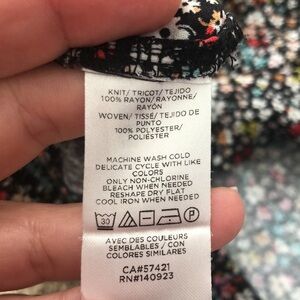 KNIT/ TRICOT/ TEJIDO
100% RAYON/RAYONNE/
RAYÓN
WOVEN/ TISSÉ/ TEJIDO DE
PUNTO
100% POLYESTER/
POLIÉSTER
MACHINE WASH COLD
DELICATE CYCLE WITH LIKE
COLORS
ONLY NON-CHLORINE
BLEACH WHEN NEEDED
RESHAPE DRY FLAT
COOL IRON WHEN NEEDED
30 P
AVEC DES COULEURS
SEMBLABLES / CON
COLORES SIMILARES
CA#57421
RN#140923